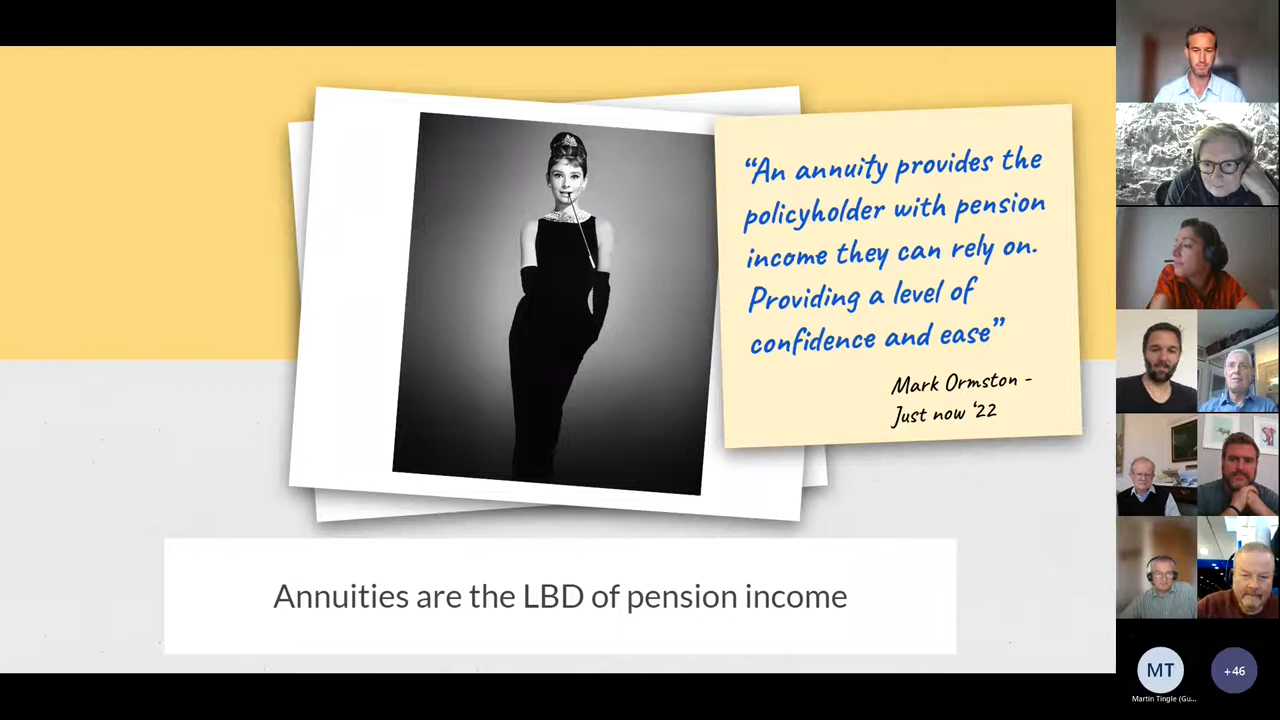 “An annuity provides the
policyholder with pension
income they can rely on.
Providing a level of
confidence and ease”
Mark Ormston -
Just now ‘22
Annuities are the LBD of pension income
MT
+46
Martin Tingle (Gu...